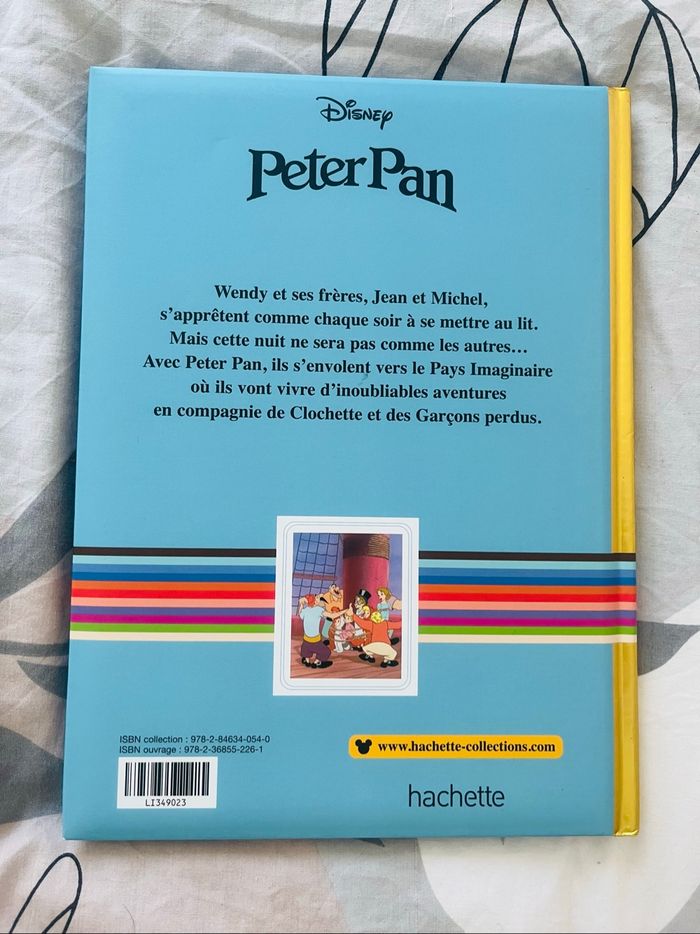 Disney
Peter Pan
Wendy et ses frères, Jean et Michel,
s'apprêtent comme chaque soir à se mettre au lit.
Mais cette nuit ne sera pas comme les autres...
Avec Peter Pan, ils s'envolent vers le Pays Imaginaire
où ils vont vivre d'inoubliables aventures
en compagnie de Clochette et des Garçons perdus.
ISBN collection : 978-2-84634-054-0
ISBN ouvrage : 978-2-36855-226-1
www.hachette-collections.com
LI349023
hachette